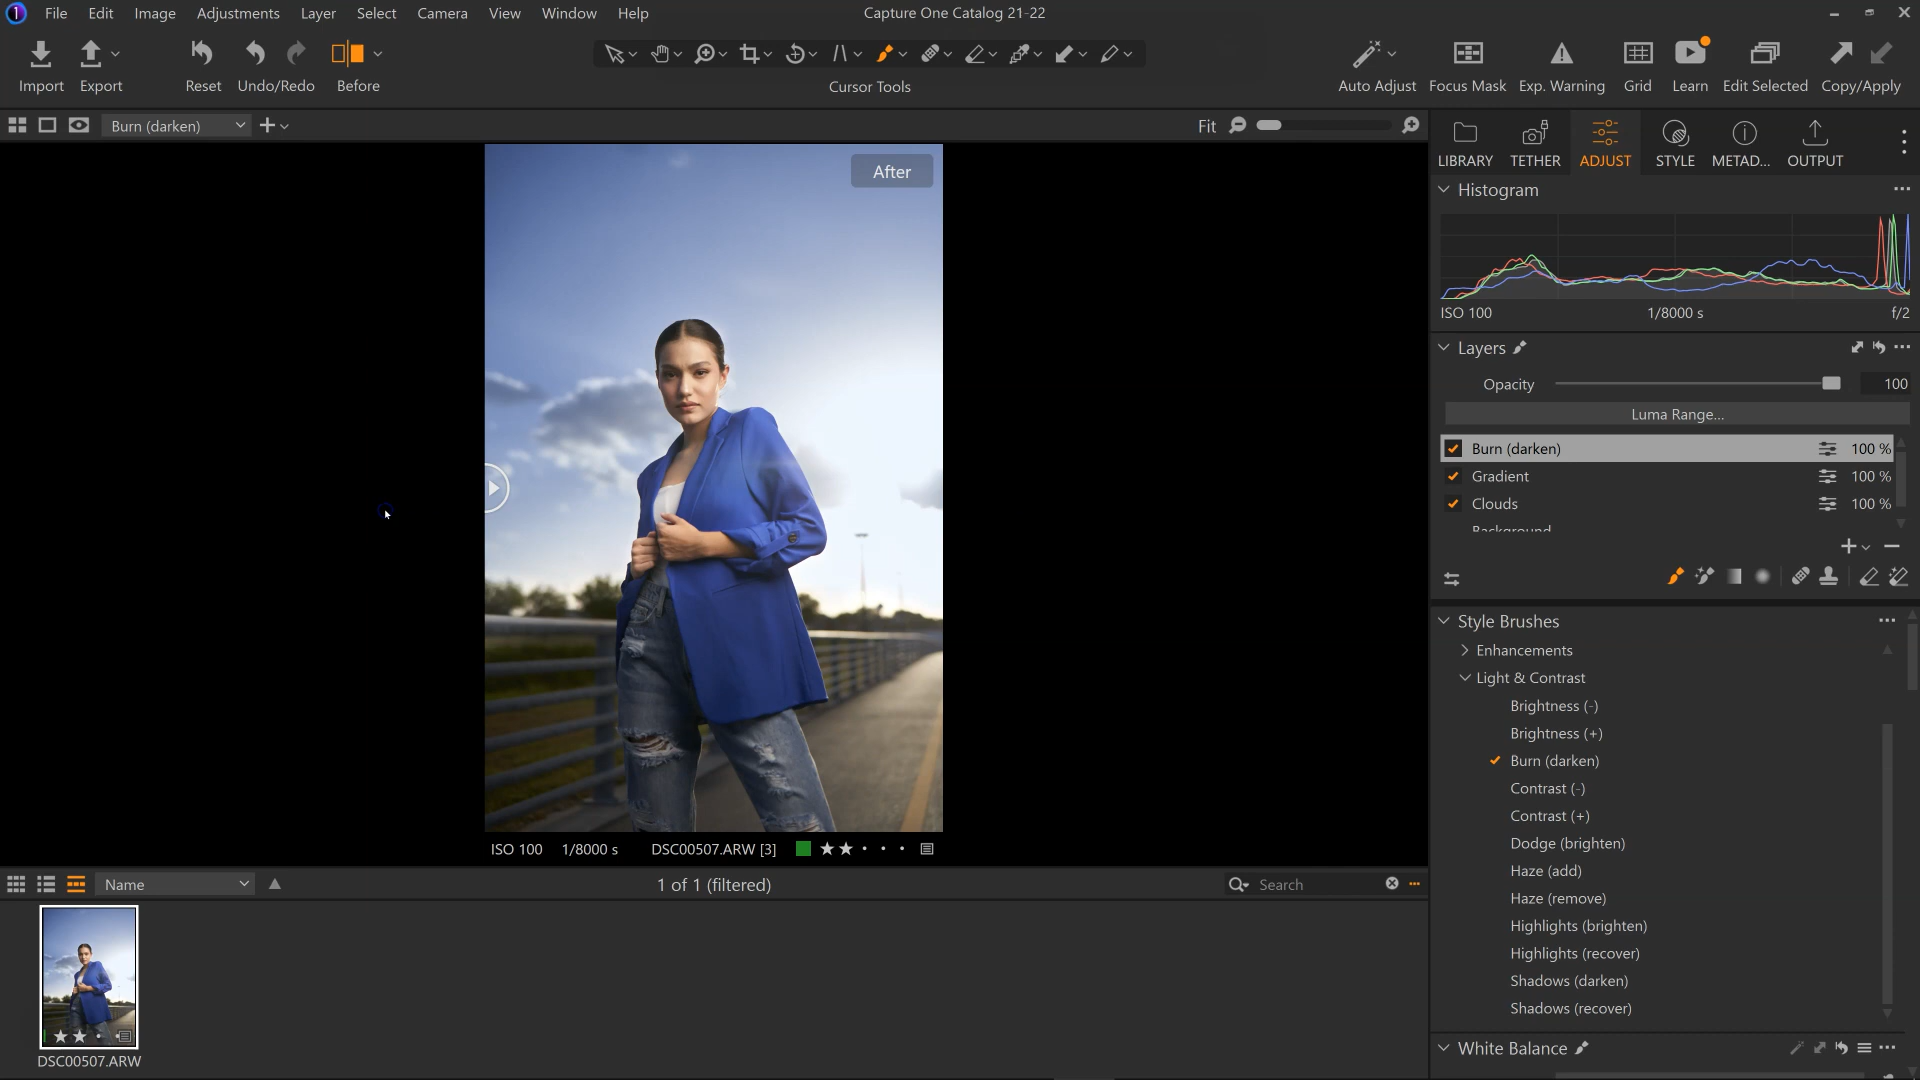 File Edit Image Adjustments Layer Select Camera View Window Help
Capture One Catalog 21-22
Import Export Reset Undo/Redo Before
Cursor Tools
Auto Adjust Focus Mask Exp. Warning Grid Learn Edit Selected Copy/Apply
Burn (darken)
Fit
LIBRARY TETHER ADJUST STYLE METAD... OUTPUT
After
Histogram
ISO 100 1/8000 s f/2
Layers
Opacity 100
Luma Range...
Burn (darken) 100 %
Gradient 100 %
Clouds 100 %
Background
Style Brushes
Enhancements
Light & Contrast
Brightness (-)
Brightness (+)
Burn (darken)
Contrast (-)
Contrast (+)
Dodge (brighten)
Haze (add)
Haze (remove)
Highlights (brighten)
Highlights (recover)
Shadows (darken)
Shadows (recover)
White Balance
ISO 100 1/8000 s DSC00507.ARW [3]
Name
1 of 1 (filtered)
Search
DSC00507.ARW